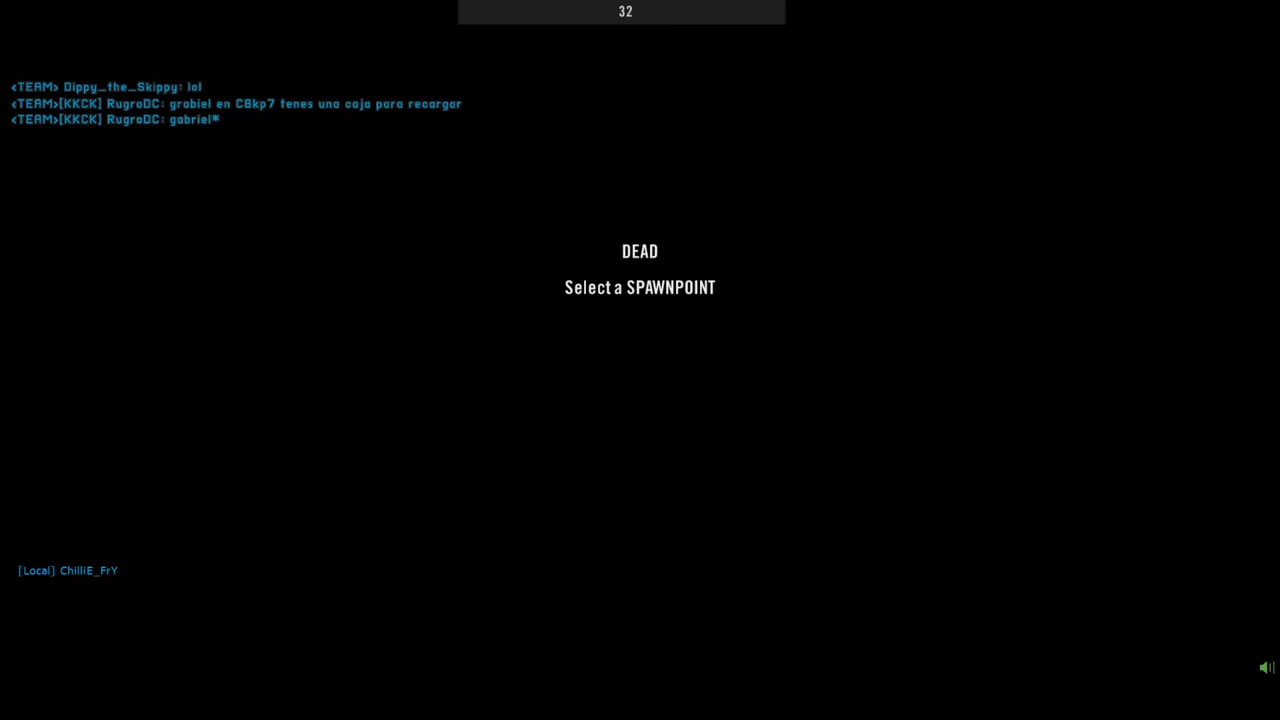 32
<TEAM> Dippy_the_Skippy: lol
<TEAM>[KKCK] RugroDC: grabiel en C8kp7 tenes una caja para recargar
<TEAM>[KKCK] RugroDC: gabriel*
DEAD
Select a SPAWNPOINT
[Local] ChilliE_FrY